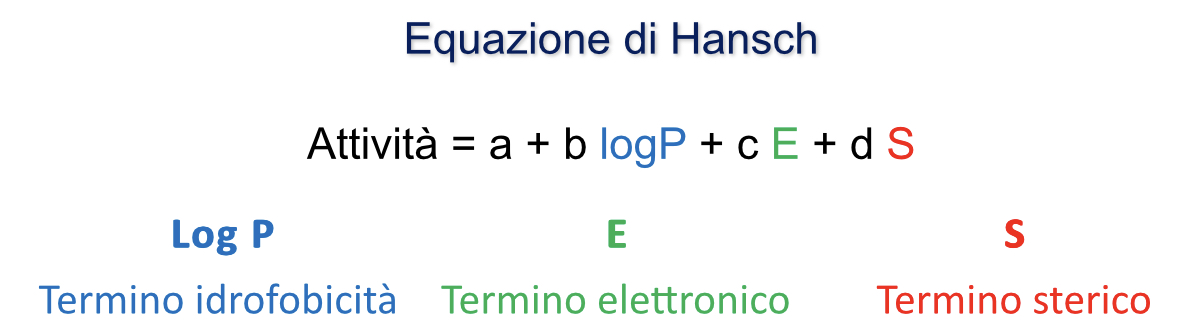 Equazione di Hansch
Attività = a + b logP + c E + d S
Log P E S
Termino idrofobicità Termino elettronico Termino sterico